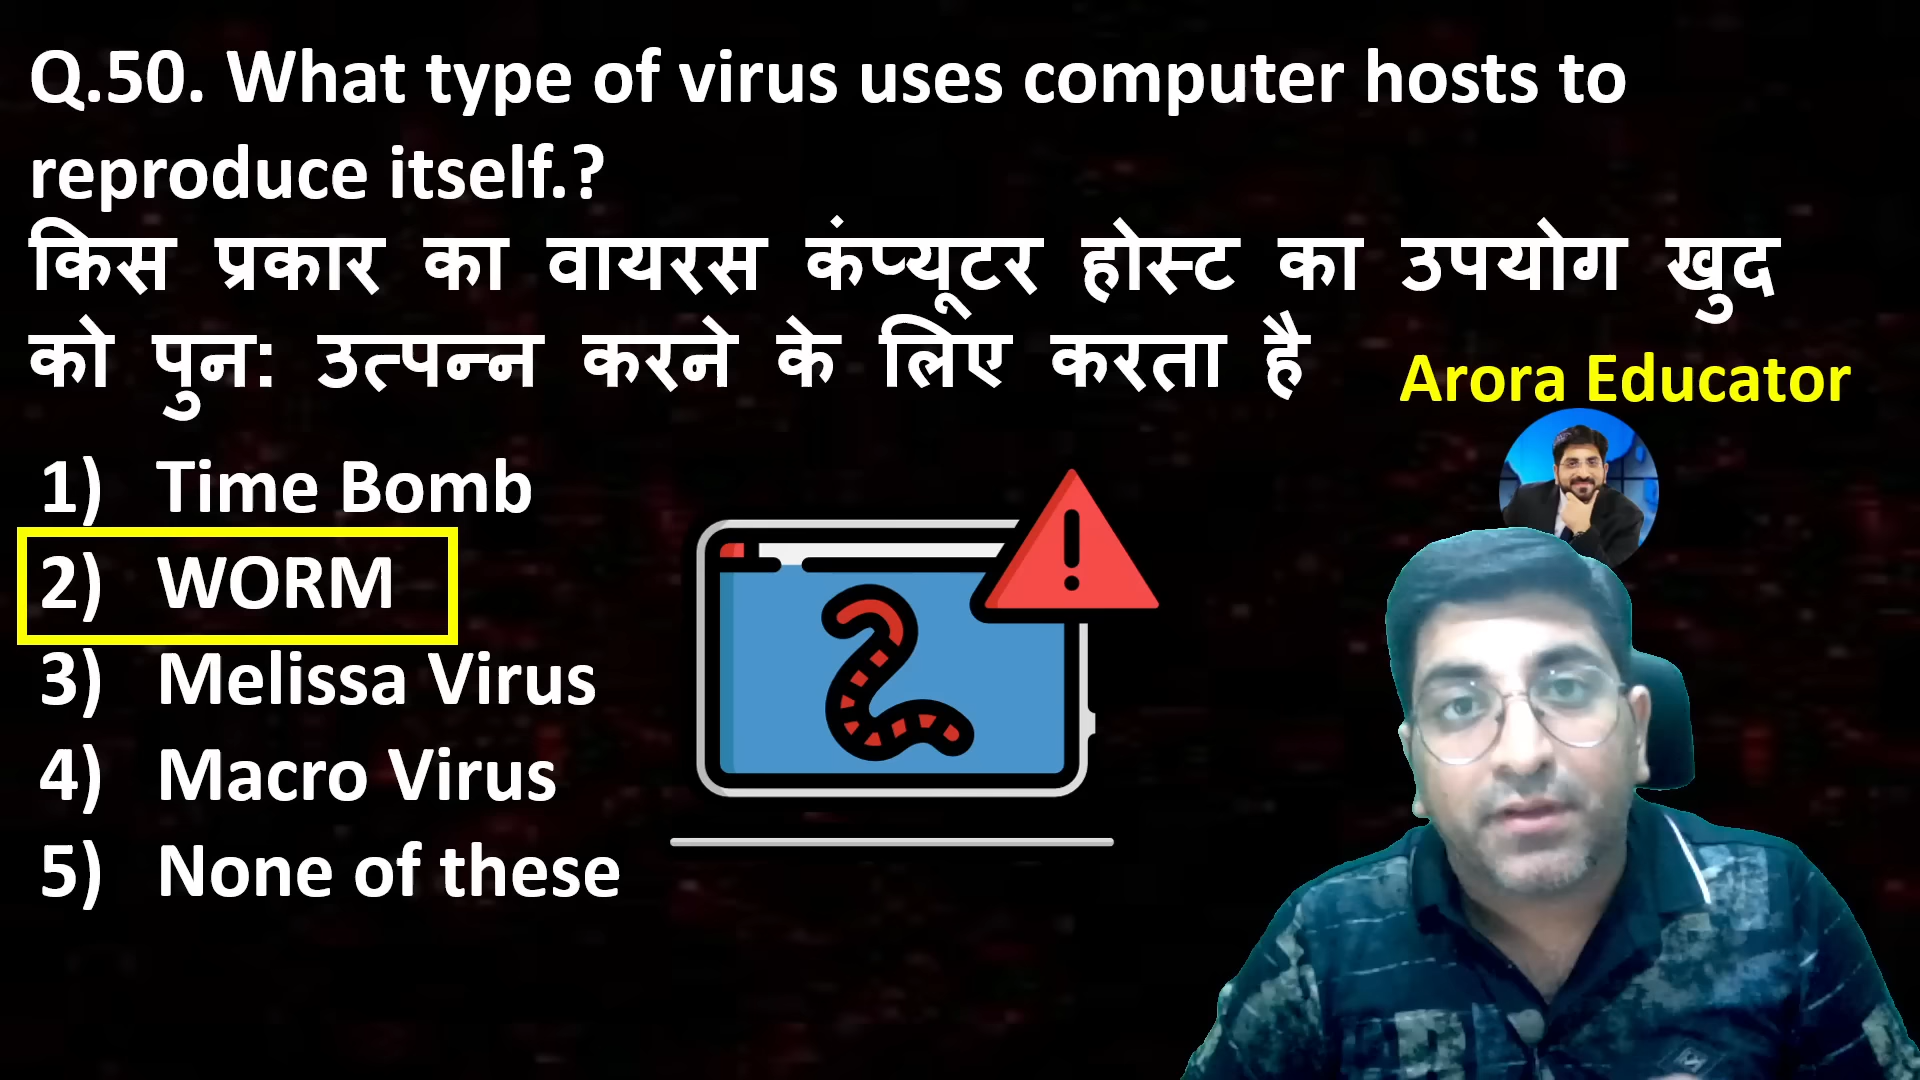 Q.50. What type of virus uses computer hosts to
reproduce itself.?
किस प्रकार का वायरस कंप्यूटर होस्ट का उपयोग खुद
को पुन: उत्पन्न करने के लिए करता है
Arora Educator
1) Time Bomb
2) WORM
3) Melissa Virus
4) Macro Virus
5) None of these